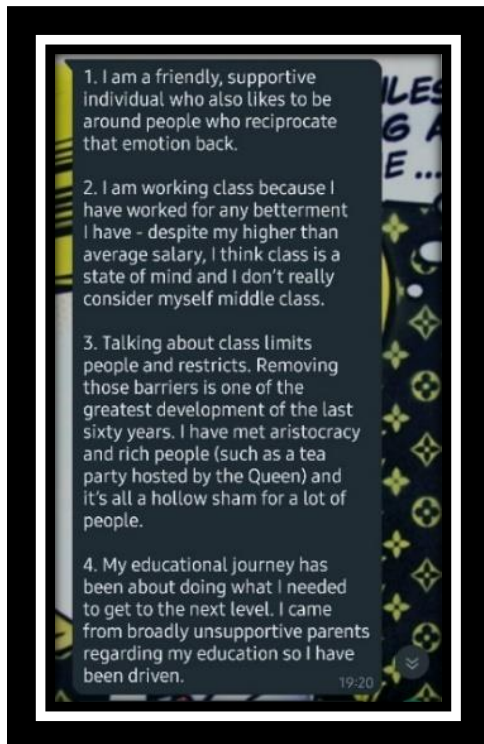 1. I am a friendly, supportive
individual who also likes to be
around people who reciprocate
that emotion back.
2. I am working class because I
have worked for any betterment
I have - despite my higher than
average salary, I think class is a
state of mind and I don't really
consider myself middle class.
3. Talking about class limits
people and restricts. Removing
those barriers is one of the
greatest development of the last
sixty years. I have met aristocracy
and rich people (such as a tea
party hosted by the Queen) and
it's all a hollow sham for a lot of
people.
4. My educational journey has
been about doing what I needed
to get to the next level. I came
from broadly unsupportive parents
regarding my education so I have
been driven.
19:20